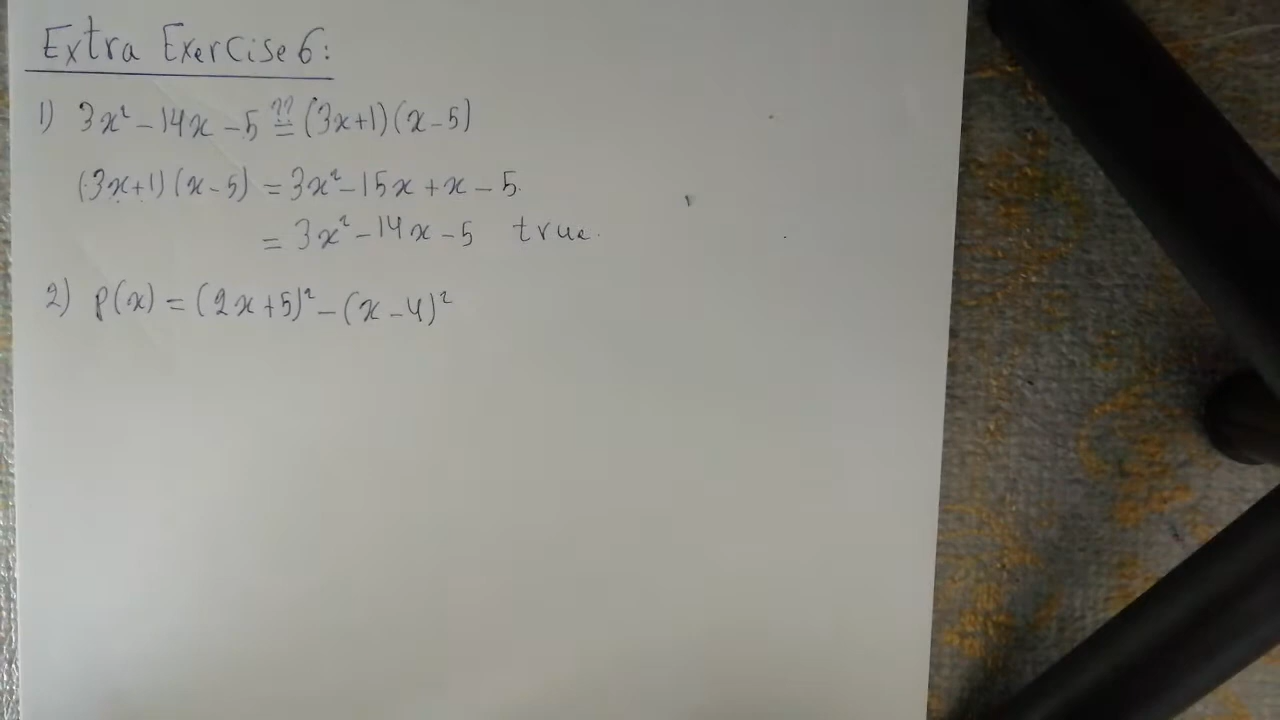 Extra Exercise 6:
1) 3x² - 14x - 5 ≟?? (3x+1)(x-5)
(3x+1)(x-5) = 3x² - 15x + x - 5.
= 3x² - 14x - 5 true.
2) P(x) = (2x+5)² - (x-4)²